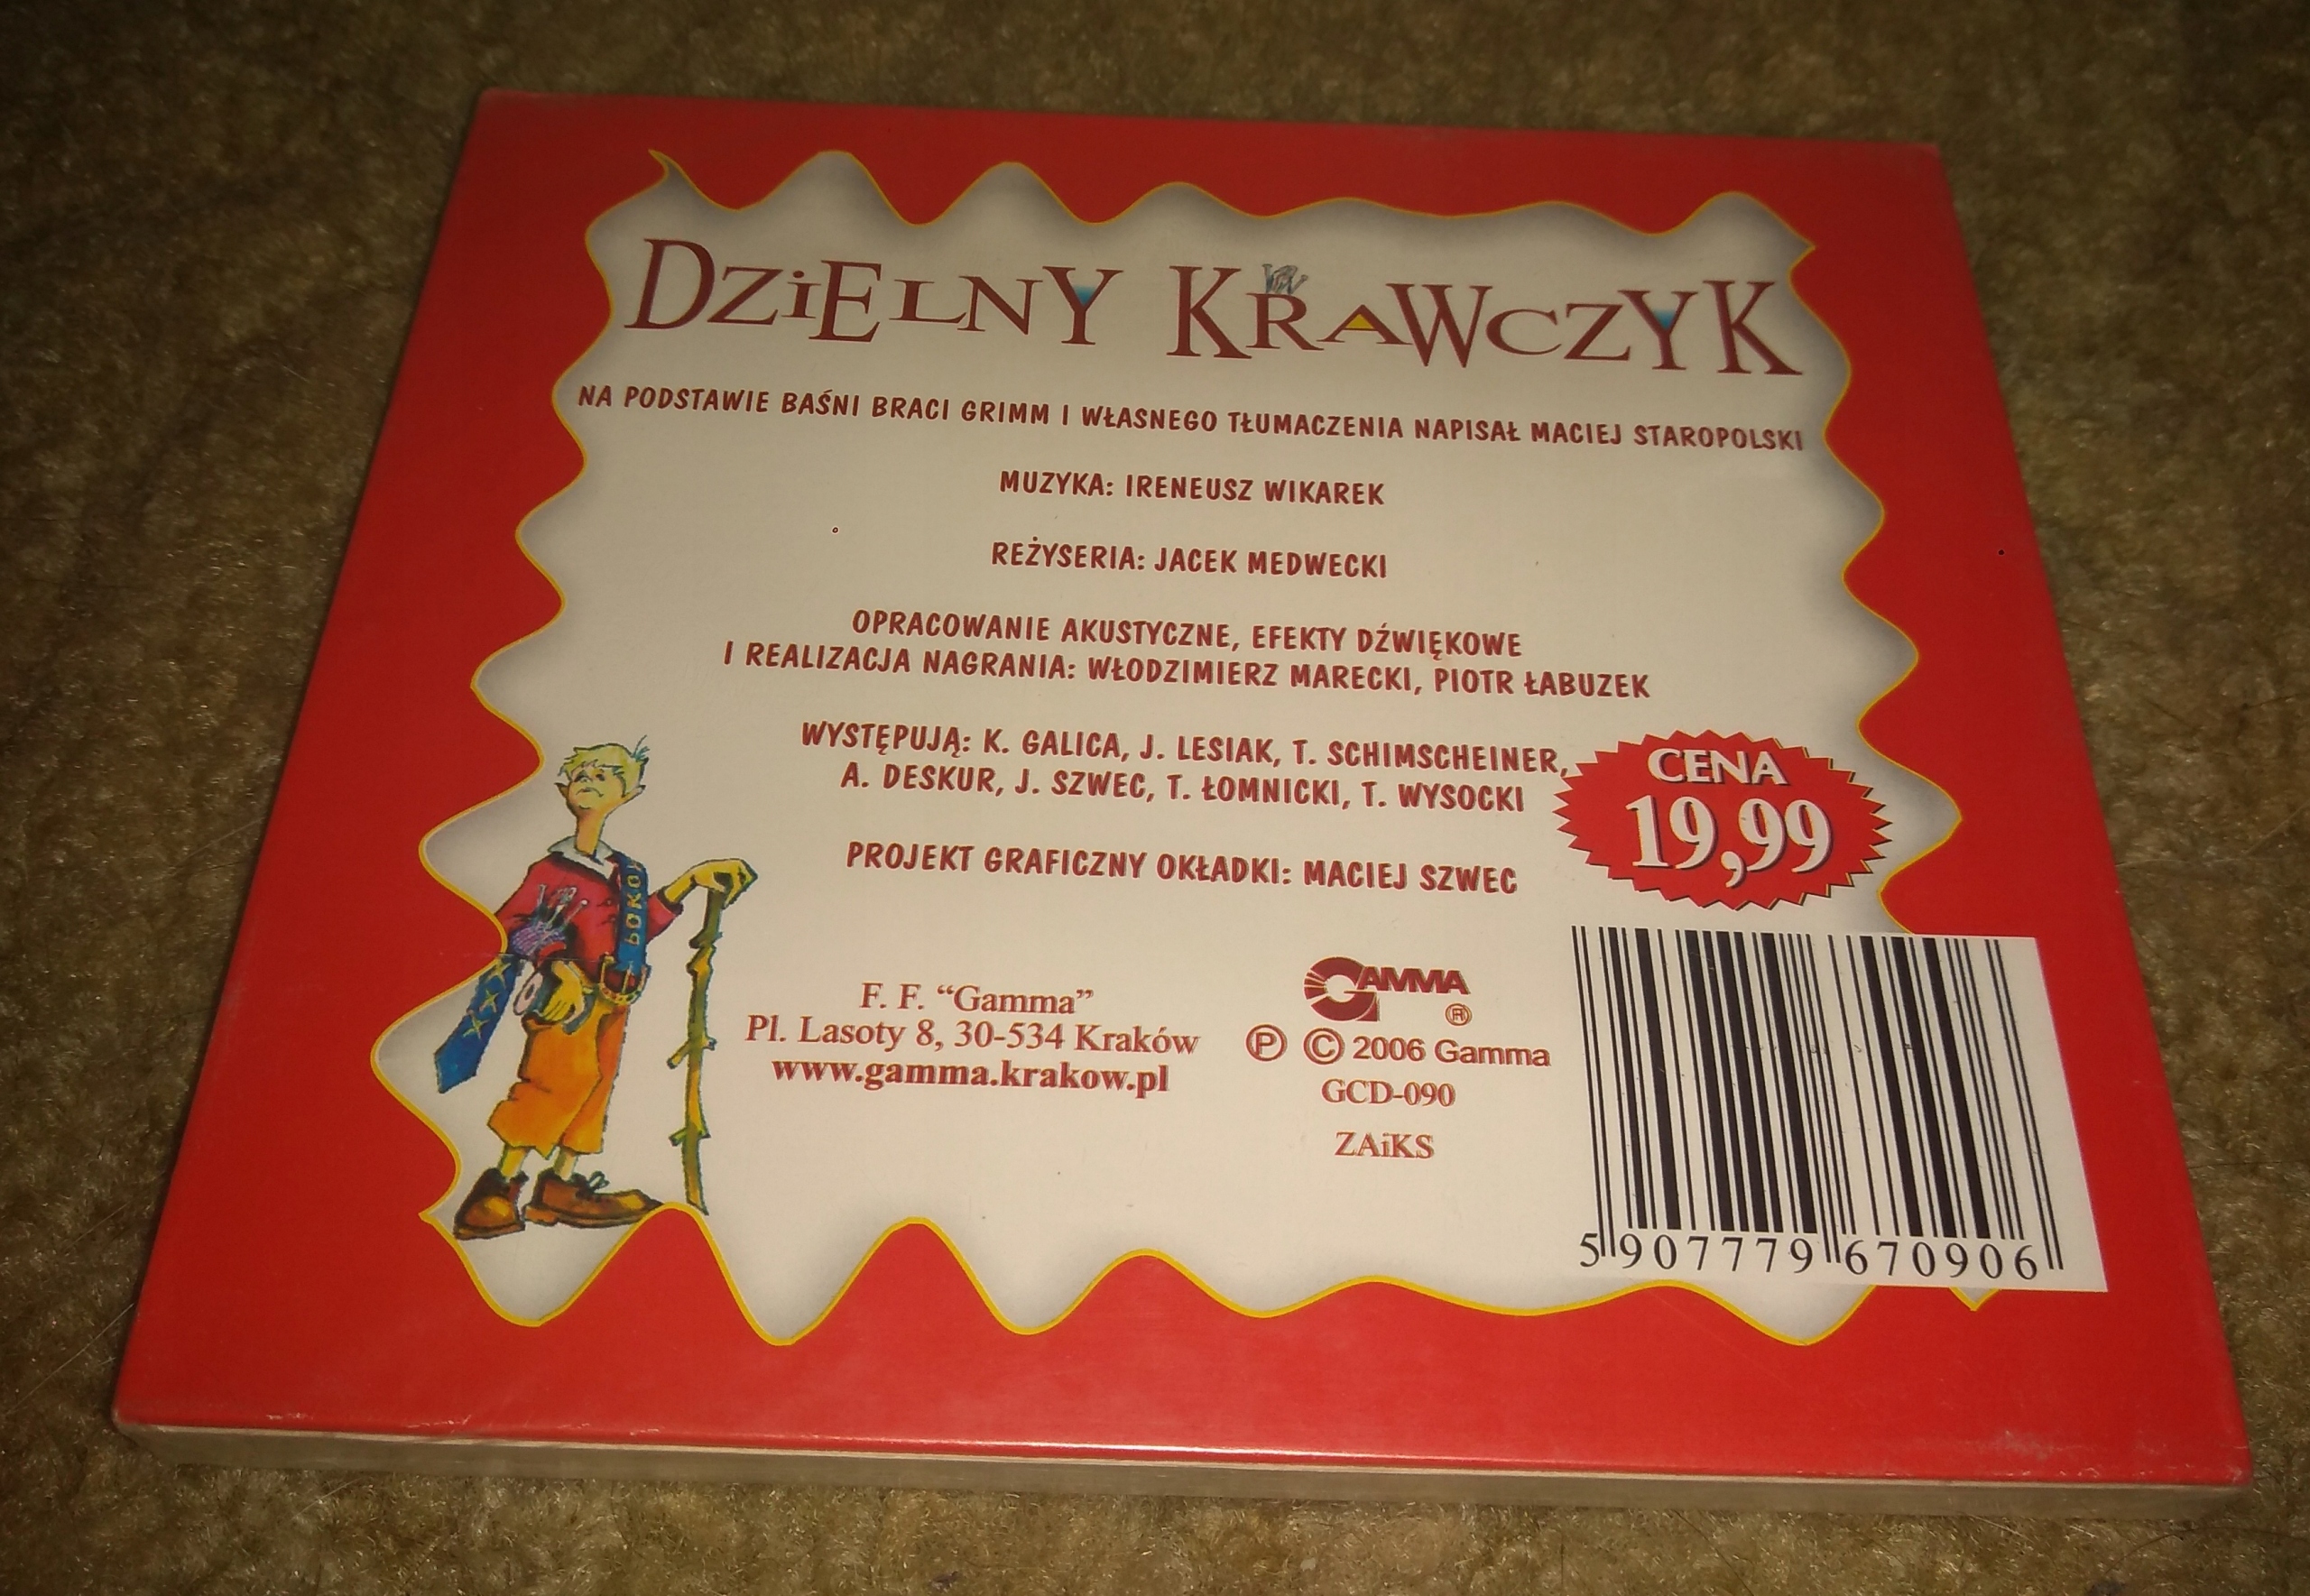 DZiELNY KRAWCZYK
NA PODSTAWIE BAŚNI BRACI GRIMM I WŁASNEGO TŁUMACZENIA NAPISAŁ MACIEJ STAROPOLSKI
MUZYKA: IRENEUSZ WIKAREK
REŻYSERIA: JACEK MEDWECKI
OPRACOWANIE AKUSTYCZNE, EFEKTY DŹWIĘKOWE
I REALIZACJA NAGRANIA: WŁODZIMIERZ MARECKI, PIOTR ŁABUZEK
WYSTĘPUJĄ: K. GALICA, J. LESIAK, T. SCHIMSCHEINER,
A. DESKUR, J. SZWEC, T. ŁOMNICKI, T. WYSOCKI
CENA
19,99
PROJEKT GRAFICZNY OKŁADKI: MACIEJ SZWEC
F. F. “Gamma”
Pl. Lasoty 8, 30-534 Kraków
www.gamma.krakow.pl
GAMMA
®
Ⓟ © 2006 Gamma
GCD-090
ZAiKS
5907779670906